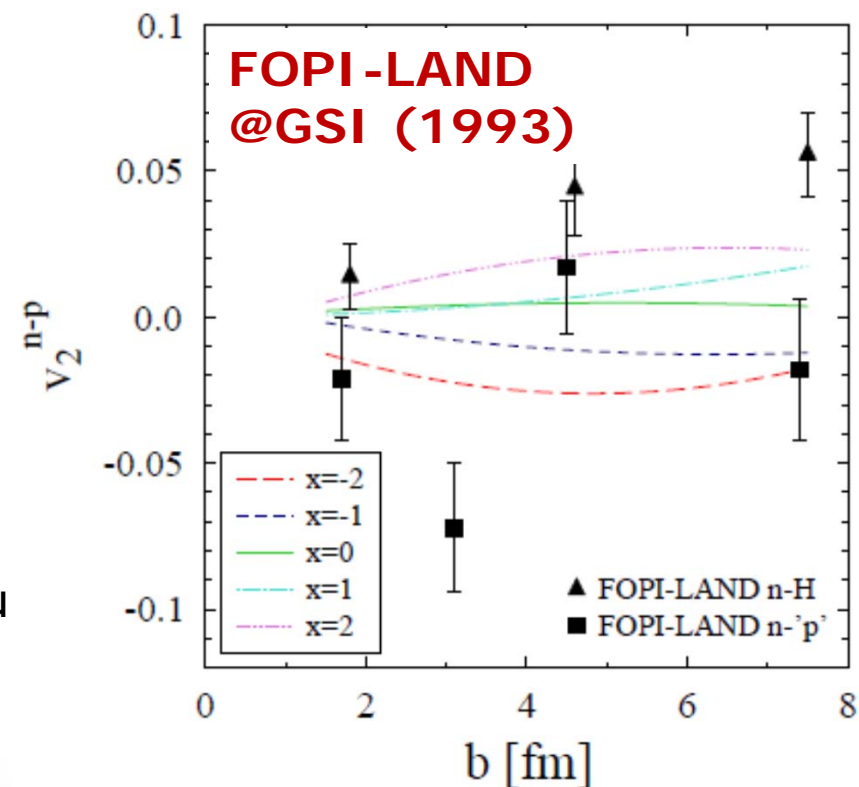 FOPI-LAND
@GSI (1993)
0.1
0.05
0.0
-0.05
-0.1
v₂ⁿ⁻ᵖ
x=-2
x=-1
x=0
x=1
x=2
FOPI-LAND n-H
FOPI-LAND n-'p'
0 2 4 6 8
b [fm]